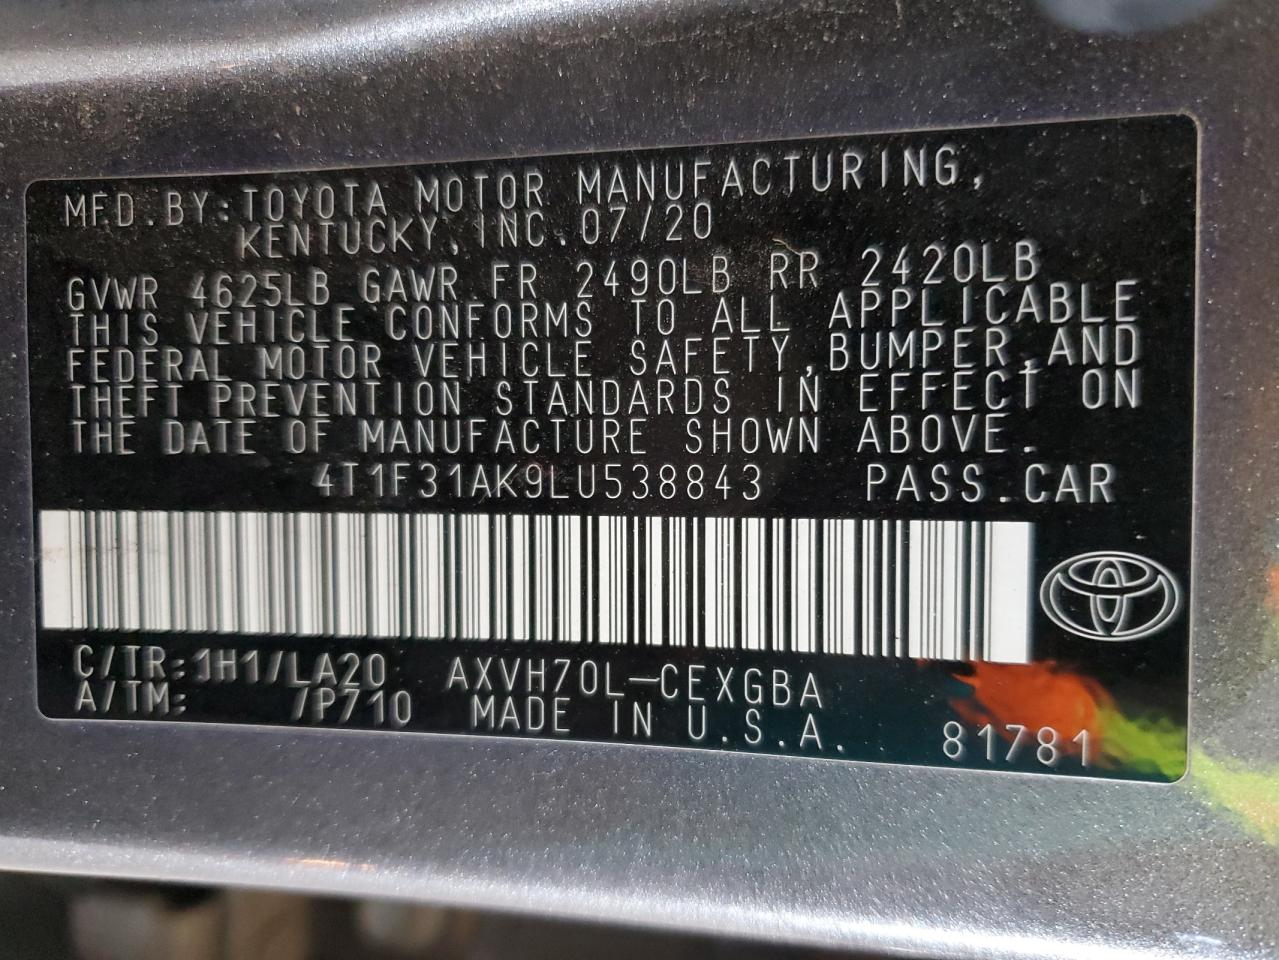 MFD.BY:TOYOTA MOTOR MANUFACTURING,
KENTUCKY,INC.07/20
GVWR 4625LB GAWR FR 2490LB RR 2420LB
THIS VEHICLE CONFORMS TO ALL APPLICABLE
FEDERAL MOTOR VEHICLE SAFETY,BUMPER,AND
THEFT PREVENTION STANDARDS IN EFFECT ON
THE DATE OF MANUFACTURE SHOWN ABOVE.
4T1F31AK9LU538843 PASS.CAR
C/TR:1H1/LA20 AXVH70L-CEXGBA
A/TM: /P710 MADE IN U.S.A. 81781